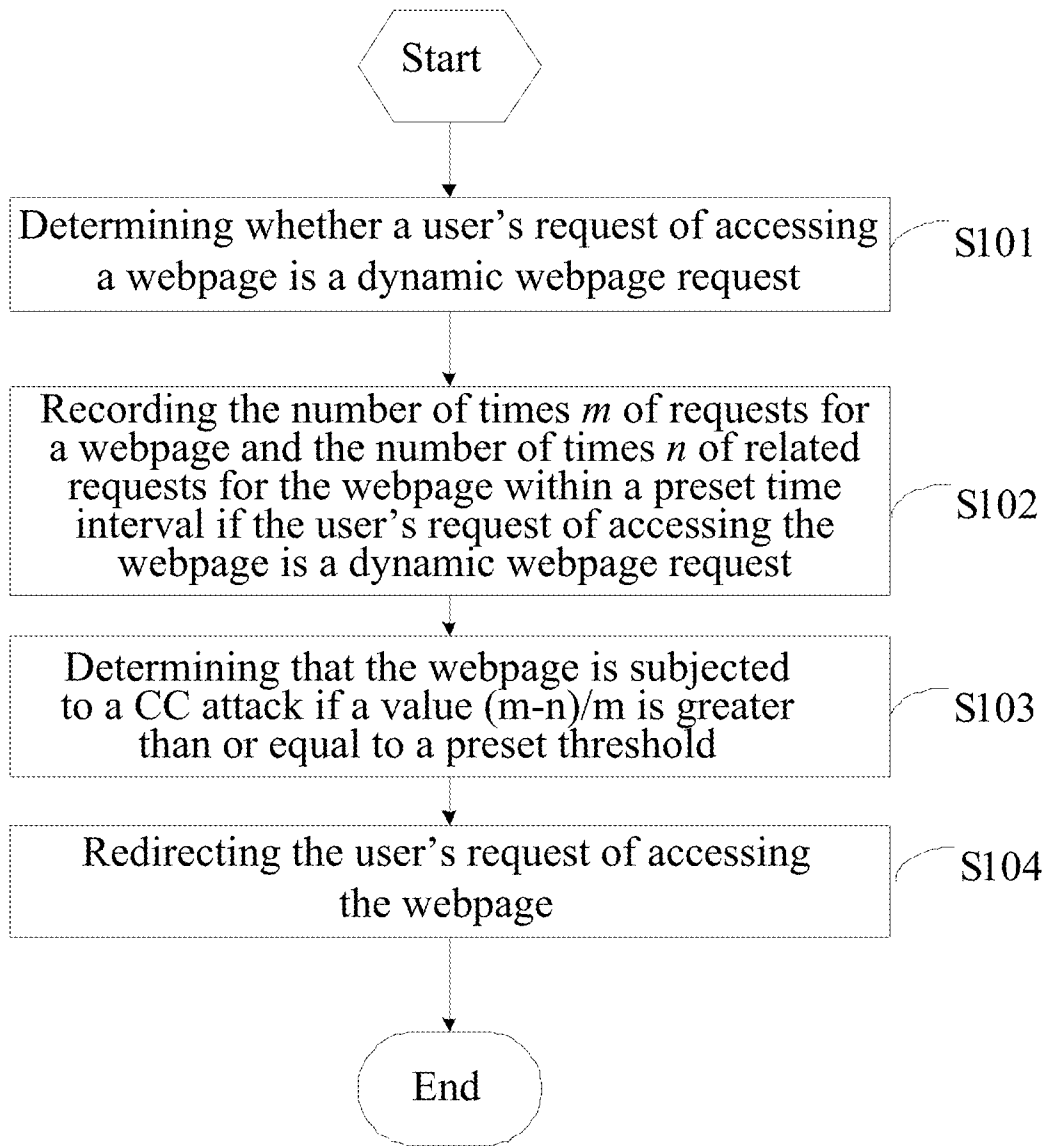 Start
Determining whether a user’s request of accessing
a webpage is a dynamic webpage request
S101
Recording the number of times m of requests for
a webpage and the number of times n of related
requests for the webpage within a preset time
interval if the user’s request of accessing the
webpage is a dynamic webpage request
S102
Determining that the webpage is subjected
to a CC attack if a value (m-n)/m is greater
than or equal to a preset threshold
S103
Redirecting the user’s request of accessing
the webpage
S104
End